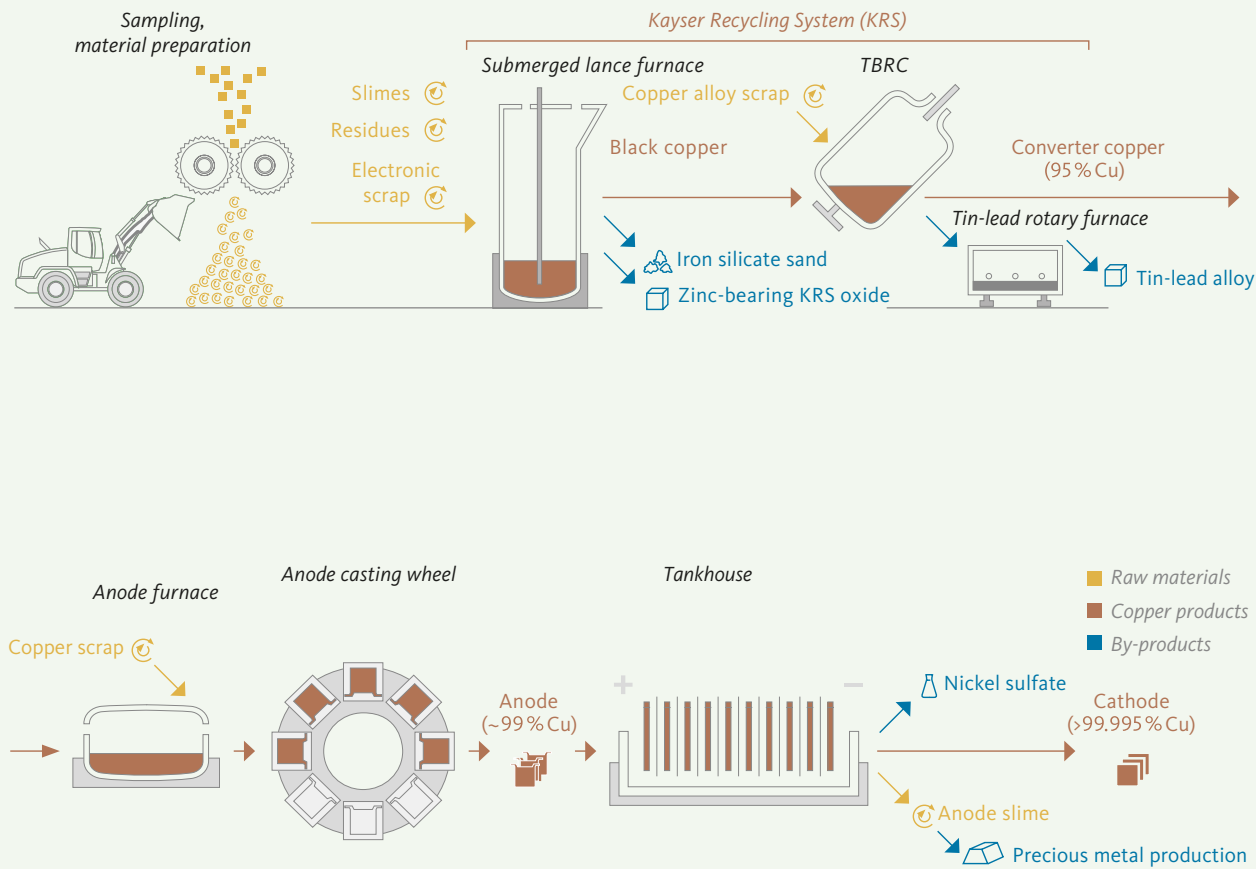 Sampling,
material preparation
Kayser Recycling System (KRS)
Submerged lance furnace
TBRC
Slimes
Residues
Electronic
scrap
Copper alloy scrap
Black copper
Converter copper
(95 % Cu)
Tin-lead rotary furnace
Iron silicate sand
Zinc-bearing KRS oxide
Tin-lead alloy
Anode furnace
Anode casting wheel
Tankhouse
Raw materials
Copper products
By-products
Copper scrap
Anode
(~99 % Cu)
+
–
Nickel sulfate
Cathode
(>99.995 % Cu)
Anode slime
Precious metal production